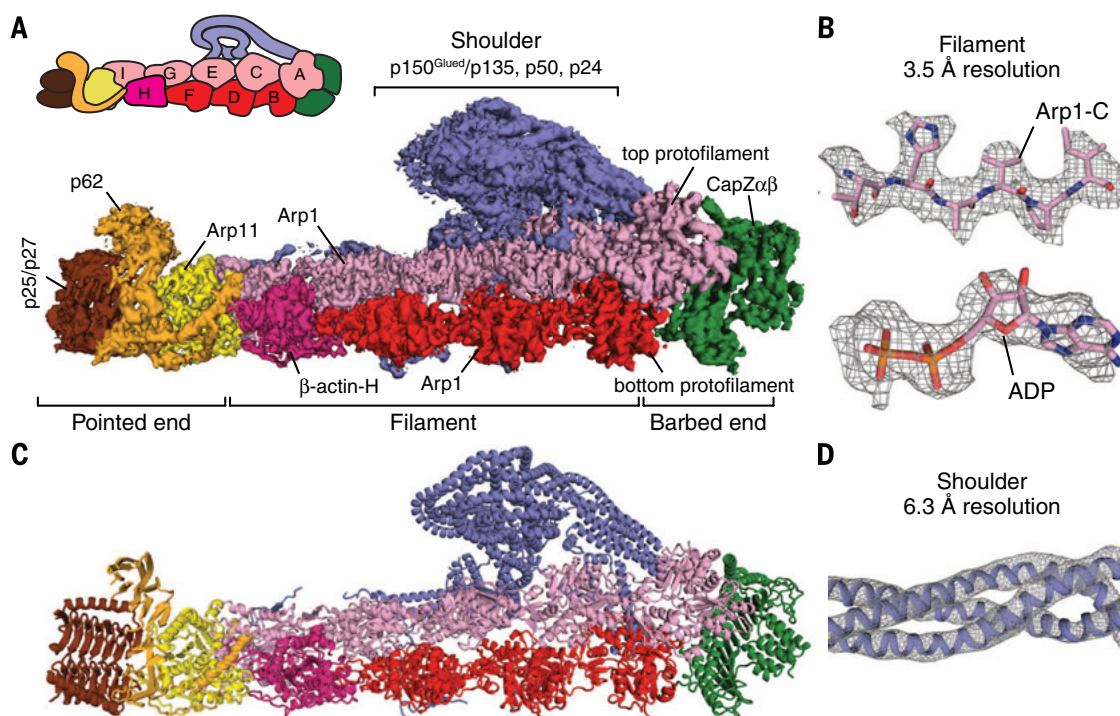 A
I
G
E
C
A
H
F
D
B
Shoulder
p150Glued/p135, p50, p24
top protofilament
CapZαβ
p62
Arp1
Arp11
p25/p27
β-actin-H
Arp1
bottom protofilament
Pointed end
Filament
Barbed end
B
Filament
3.5 Å resolution
Arp1-C
ADP
C
D
Shoulder
6.3 Å resolution